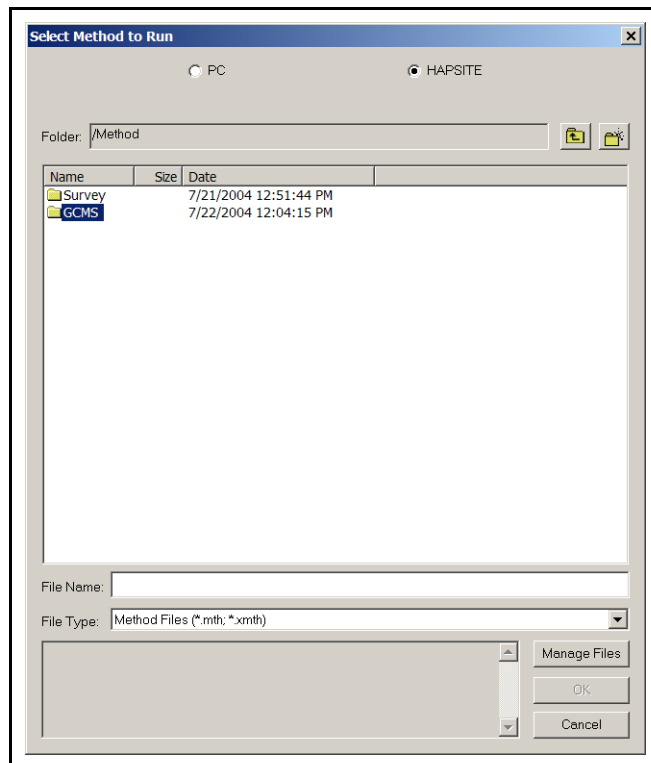 Select Method to Run
PC HAPSITE
Folder: /Method
Name Size Date
Survey 7/21/2004 12:51:44 PM
GCMS 7/22/2004 12:04:15 PM
File Name:
File Type: Method Files (*.mth; *.xmth)
Manage Files
OK
Cancel